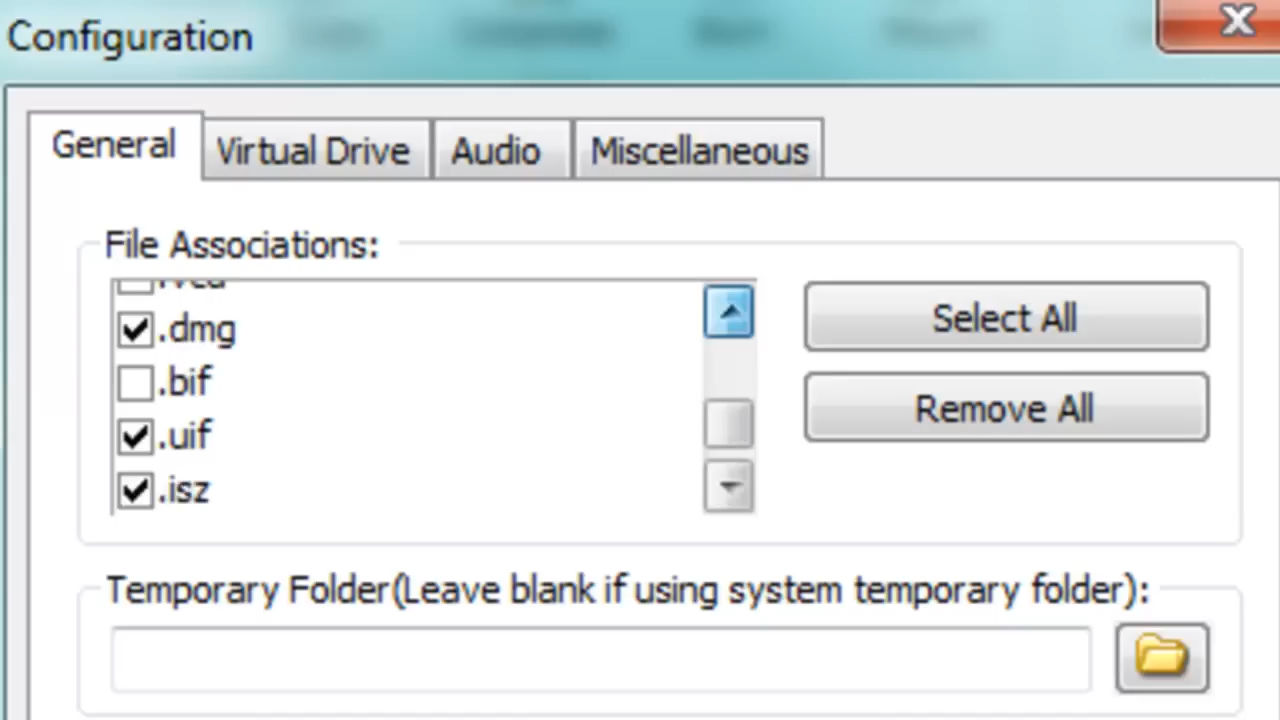 Configuration
General
Virtual Drive
Audio
Miscellaneous
File Associations:
.dmg
.bif
.uif
.isz
Select All
Remove All
Temporary Folder(Leave blank if using system temporary folder):